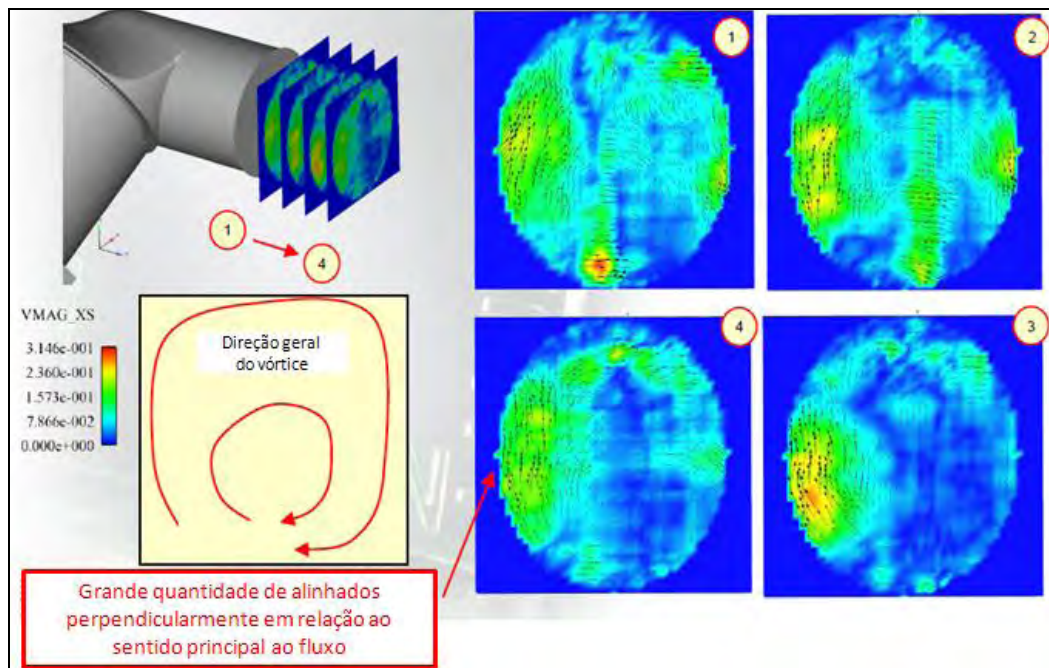 1
2
1
4
VMAG_XS
3.146e-001
2.360e-001
1.573e-001
7.866e-002
0.000e+000
Direção geral
do vórtice
4
3
Grande quantidade de alinhados
perpendicularmente em relação ao
sentido principal ao fluxo